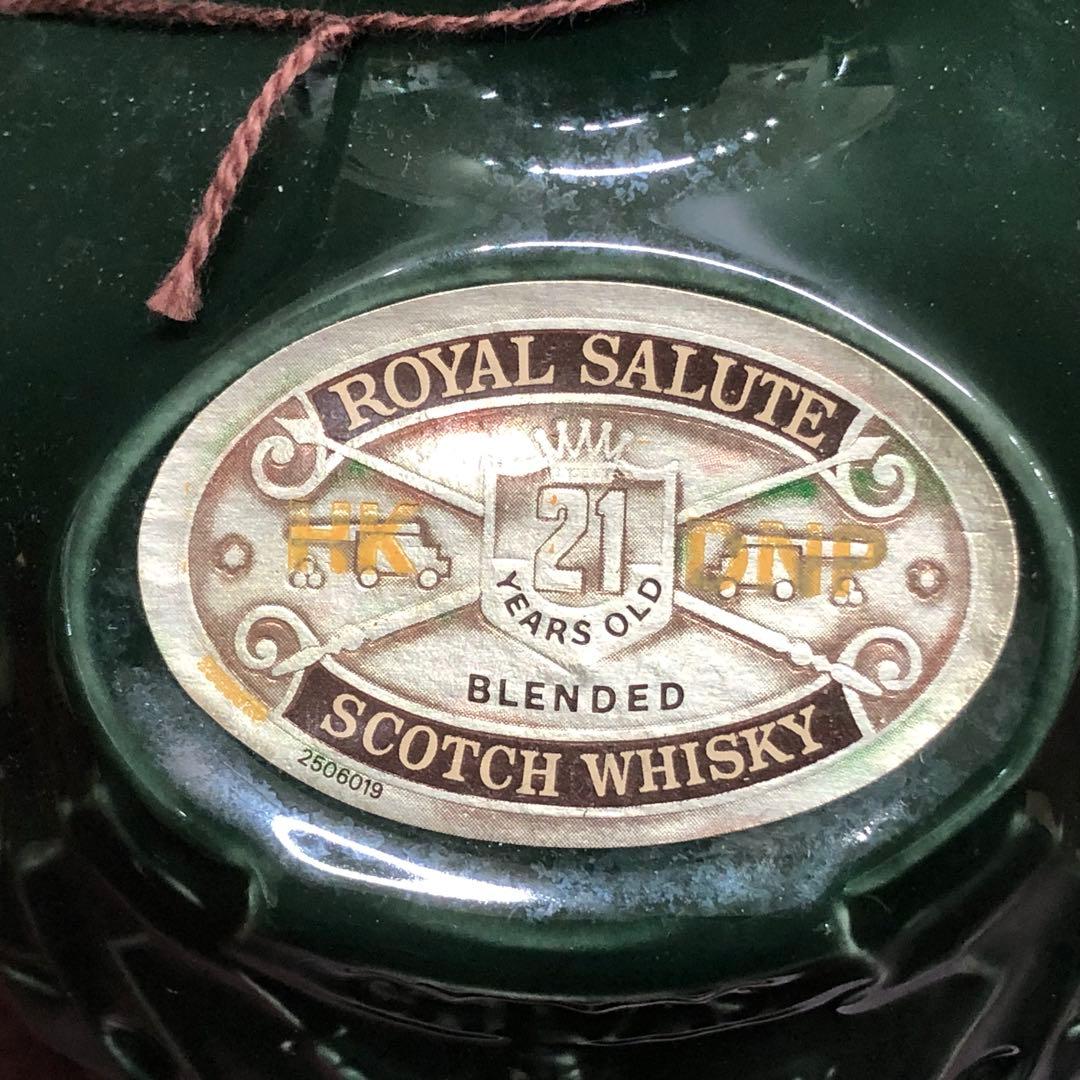 ROYAL SALUTE
HK DNP
21
YEARS OLD
BLENDED
SCOTCH WHISKY
2506019